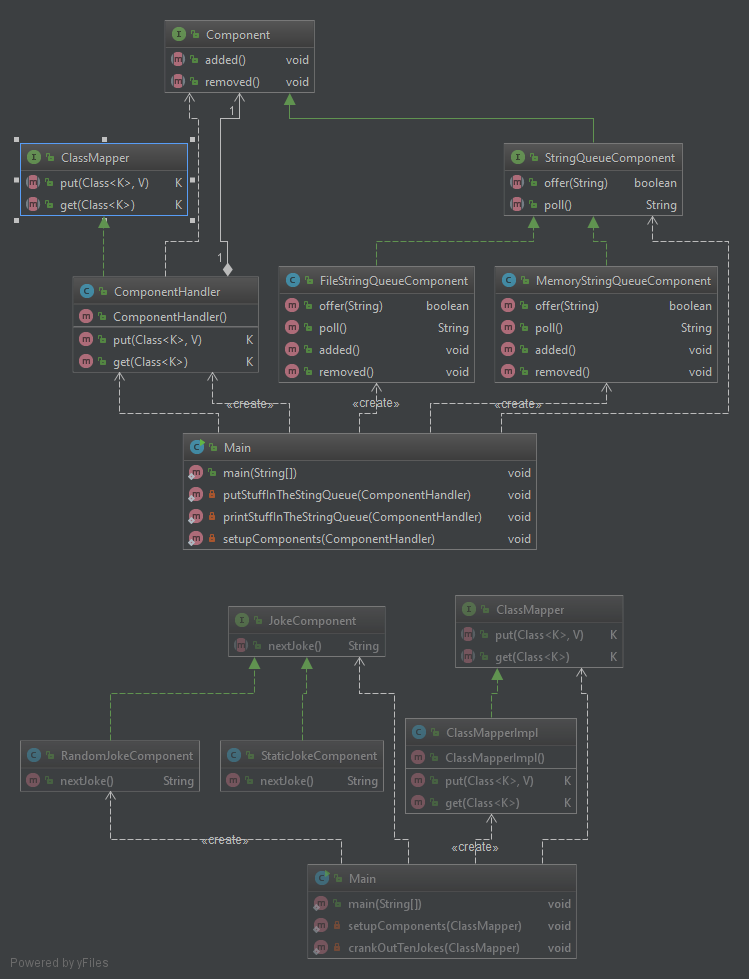 Component
added() void
removed() void
1
ClassMapper
put(Class<K>, V) K
get(Class<K>) K
StringQueueComponent
offer(String) boolean
poll() String
1
ComponentHandler
ComponentHandler()
put(Class<K>, V) K
get(Class<K>) K
FileStringQueueComponent
offer(String) boolean
poll() String
added() void
removed() void
MemoryStringQueueComponent
offer(String) boolean
poll() String
added() void
removed() void
«create»
«create»
«create»
Main
main(String[]) void
putStuffInTheStingQueue(ComponentHandler) void
printStuffInTheStringQueue(ComponentHandler) void
setupComponents(ComponentHandler) void
JokeComponent
nextJoke() String
ClassMapper
put(Class<K>, V) K
get(Class<K>) K
RandomJokeComponent
nextJoke() String
StaticJokeComponent
nextJoke() String
ClassMapperImpl
ClassMapperImpl()
put(Class<K>, V) K
get(Class<K>) K
«create»
«create»
Main
main(String[]) void
setupComponents(ClassMapper) void
crankOutTenJokes(ClassMapper) void
Powered by yFiles